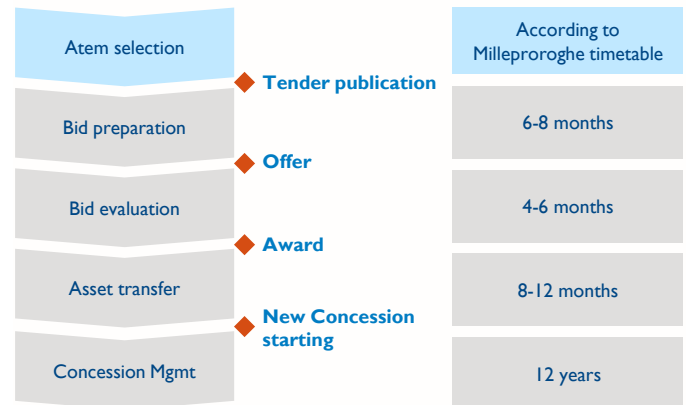 Atem selection
According to
Milleproroghe timetable
Tender publication
Bid preparation
6-8 months
Offer
Bid evaluation
4-6 months
Award
Asset transfer
8-12 months
New Concession
starting
Concession Mgmt
12 years